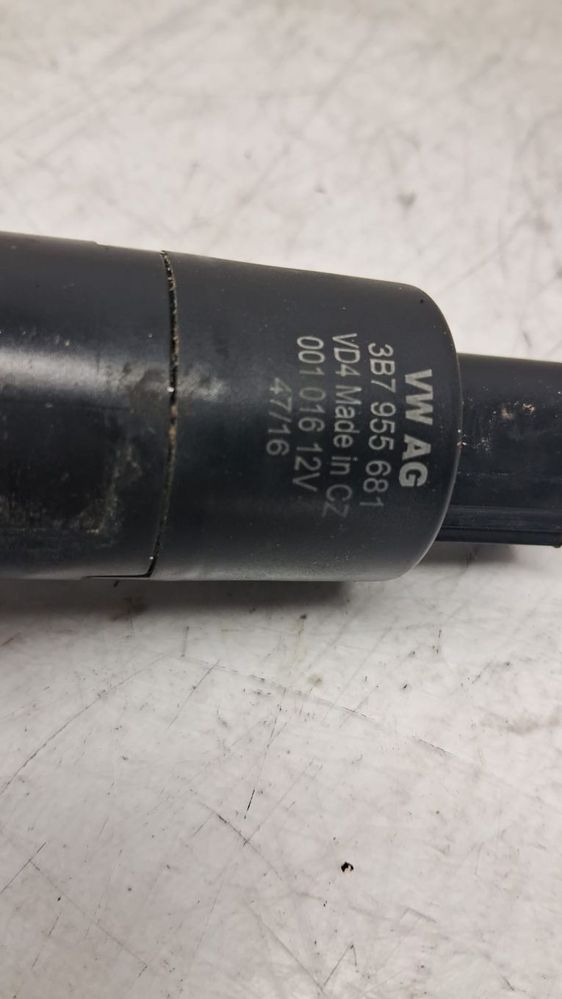 VW AG
3B7 955 681
VD4 Made in CZ
001 016 12V
47/16